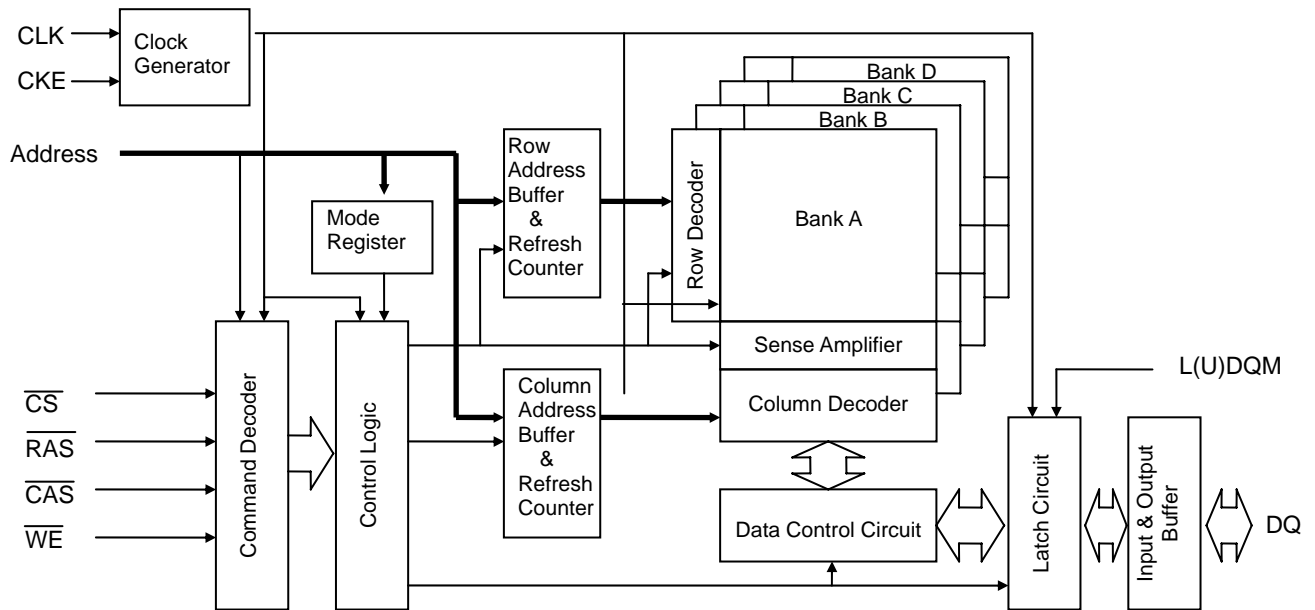 CLK
CKE
Clock
Generator
Address
Mode
Register
Row
Address
Buffer
&
Refresh
Counter
Row Decoder
Bank D
Bank C
Bank B
Bank A
Sense Amplifier
Column Decoder
CS
RAS
CAS
WE
Command Decoder
Control Logic
Column
Address
Buffer
&
Refresh
Counter
Data Control Circuit
L(U)DQM
Latch Circuit
Input & Output
Buffer
DQ